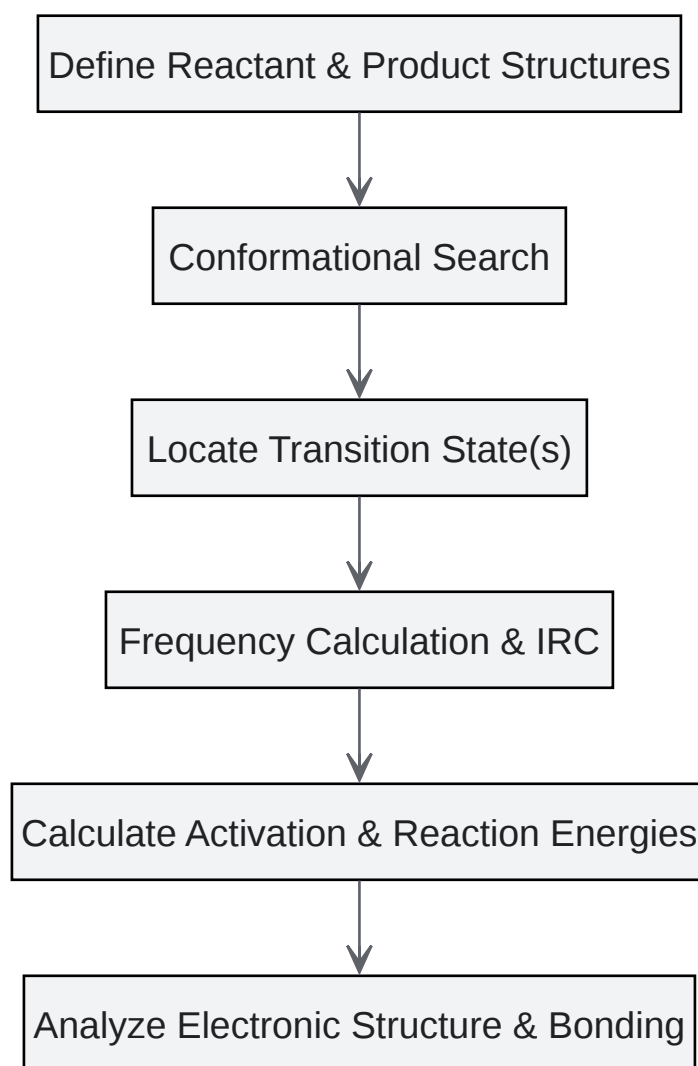 Define Reactant & Product Structures
Conformational Search
Locate Transition State(s)
Frequency Calculation & IRC
Calculate Activation & Reaction Energies
Analyze Electronic Structure & Bonding